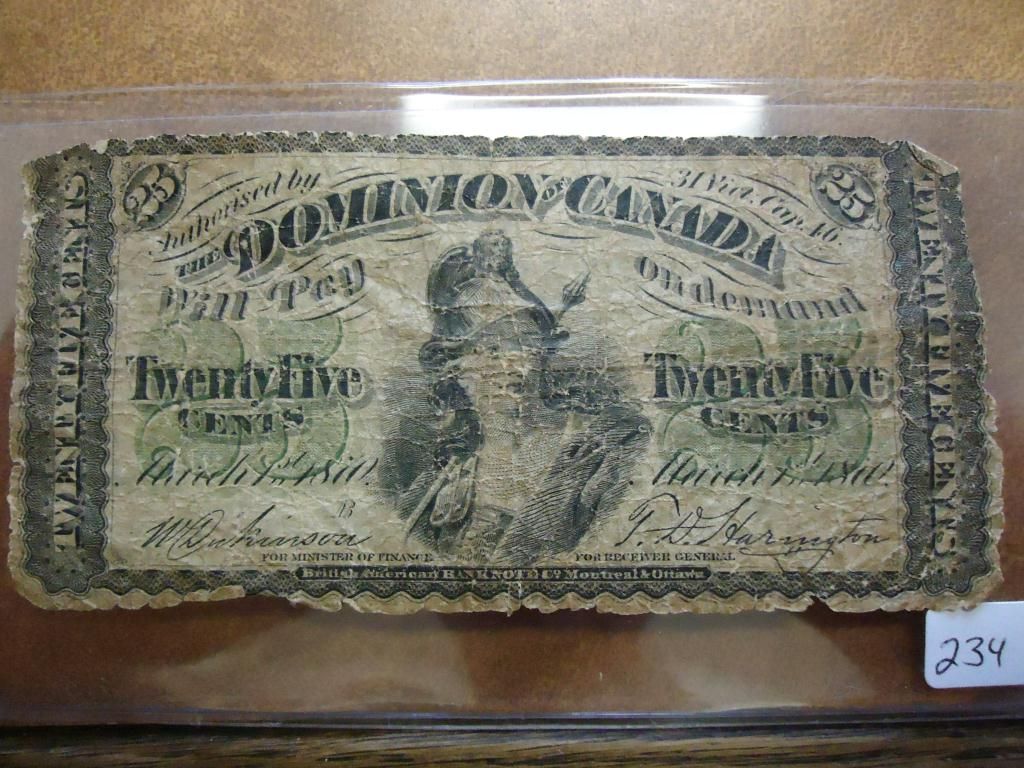 25
Authorised by
31 Vict. Cap. 46.
25
THE DOMINION OF CANADA
Will Pay
on demand
TWENTY FIVE CENTS
Twenty Five
CENTS
Twenty Five
CENTS
TWENTY FIVE CENTS
March 1st. 1870.
March 1st. 1870.
B
W Dickinson
T. D. Harington
FOR MINISTER OF FINANCE
FOR RECEIVER GENERAL
British American BANK NOTE Co. Montreal & Ottawa
234